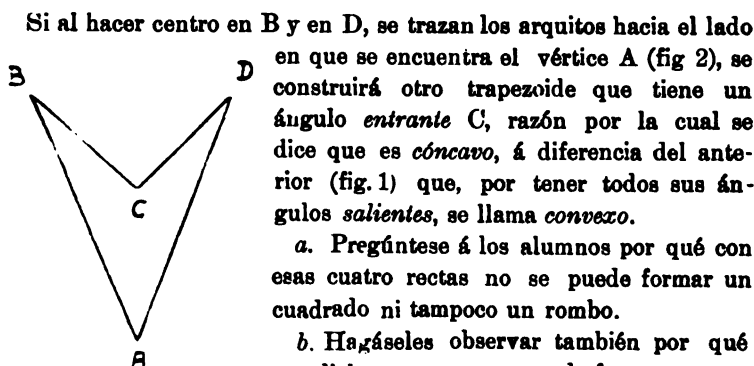 Si al hacer centro en B y en D, se trazan los arquitos hacia el lado
en que se encuentra el vértice A (fig 2), se
construirá otro trapezoide que tiene un
ángulo entrante C, razón por la cual se
dice que es cóncavo, á diferencia del ante-
rior (fig. 1) que, por tener todos sus án-
gulos salientes, se llama convexo.
a. Pregúntese á los alumnos por qué con
esas cuatro rectas no se puede formar un
cuadrado ni tampoco un rombo.
b. Hagáseles observar también por qué
B
D
C
A